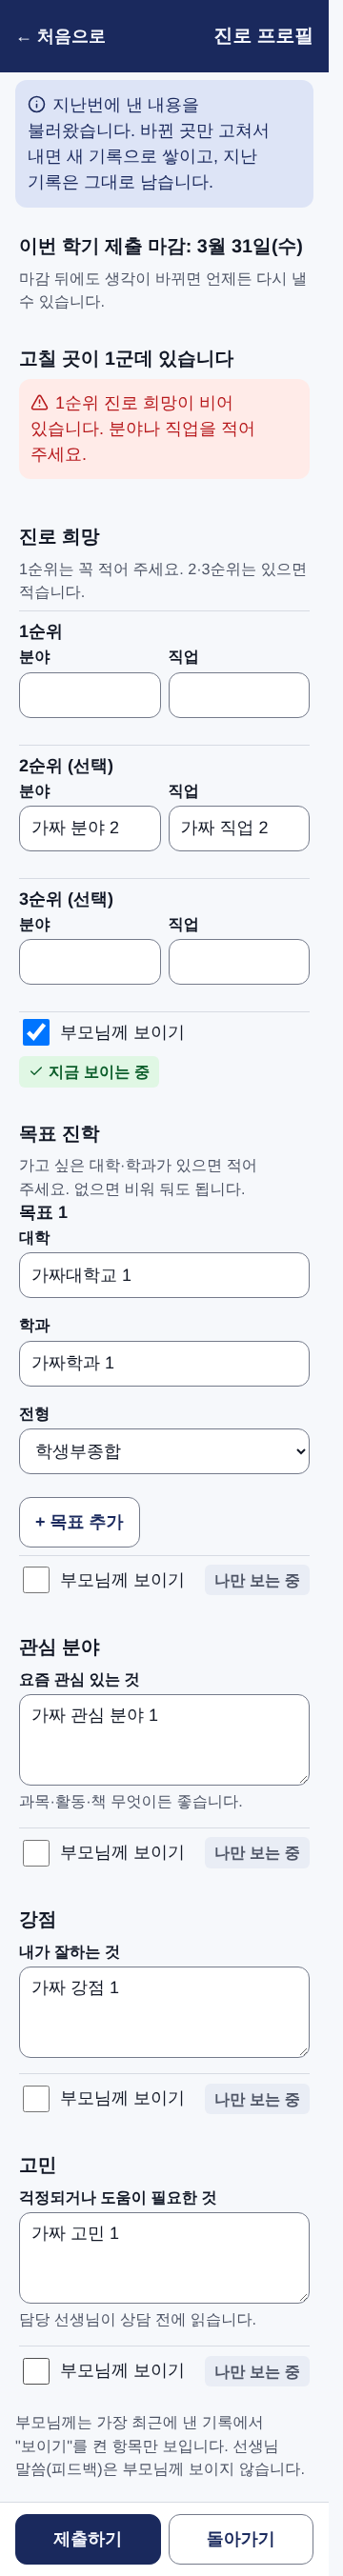 ← 처음으로 진로 프로필
지난번에 낸 내용을
불러왔습니다. 바뀐 곳만 고쳐서
내면 새 기록으로 쌓이고, 지난
기록은 그대로 남습니다.
이번 학기 제출 마감: 3월 31일(수)
마감 뒤에도 생각이 바뀌면 언제든 다시 낼
수 있습니다.
고칠 곳이 1군데 있습니다
1순위 진로 희망이 비어
있습니다. 분야나 직업을 적어
주세요.
진로 희망
1순위는 꼭 적어 주세요. 2·3순위는 있으면
적습니다.
1순위
분야 직업
2순위 (선택)
분야 직업
가짜 분야 2 가짜 직업 2
3순위 (선택)
분야 직업
부모님께 보이기
지금 보이는 중
목표 진학
가고 싶은 대학·학과가 있으면 적어
주세요. 없으면 비워 둬도 됩니다.
목표 1
대학
가짜대학교 1
학과
가짜학과 1
전형
학생부종합
+ 목표 추가
부모님께 보이기 나만 보는 중
관심 분야
요즘 관심 있는 것
가짜 관심 분야 1
과목·활동·책 무엇이든 좋습니다.
부모님께 보이기 나만 보는 중
강점
내가 잘하는 것
가짜 강점 1
부모님께 보이기 나만 보는 중
고민
걱정되거나 도움이 필요한 것
가짜 고민 1
담당 선생님이 상담 전에 읽습니다.
부모님께 보이기 나만 보는 중
부모님께는 가장 최근에 낸 기록에서
"보이기"를 켠 항목만 보입니다. 선생님
말씀(피드백)은 부모님께 보이지 않습니다.
제출하기 돌아가기